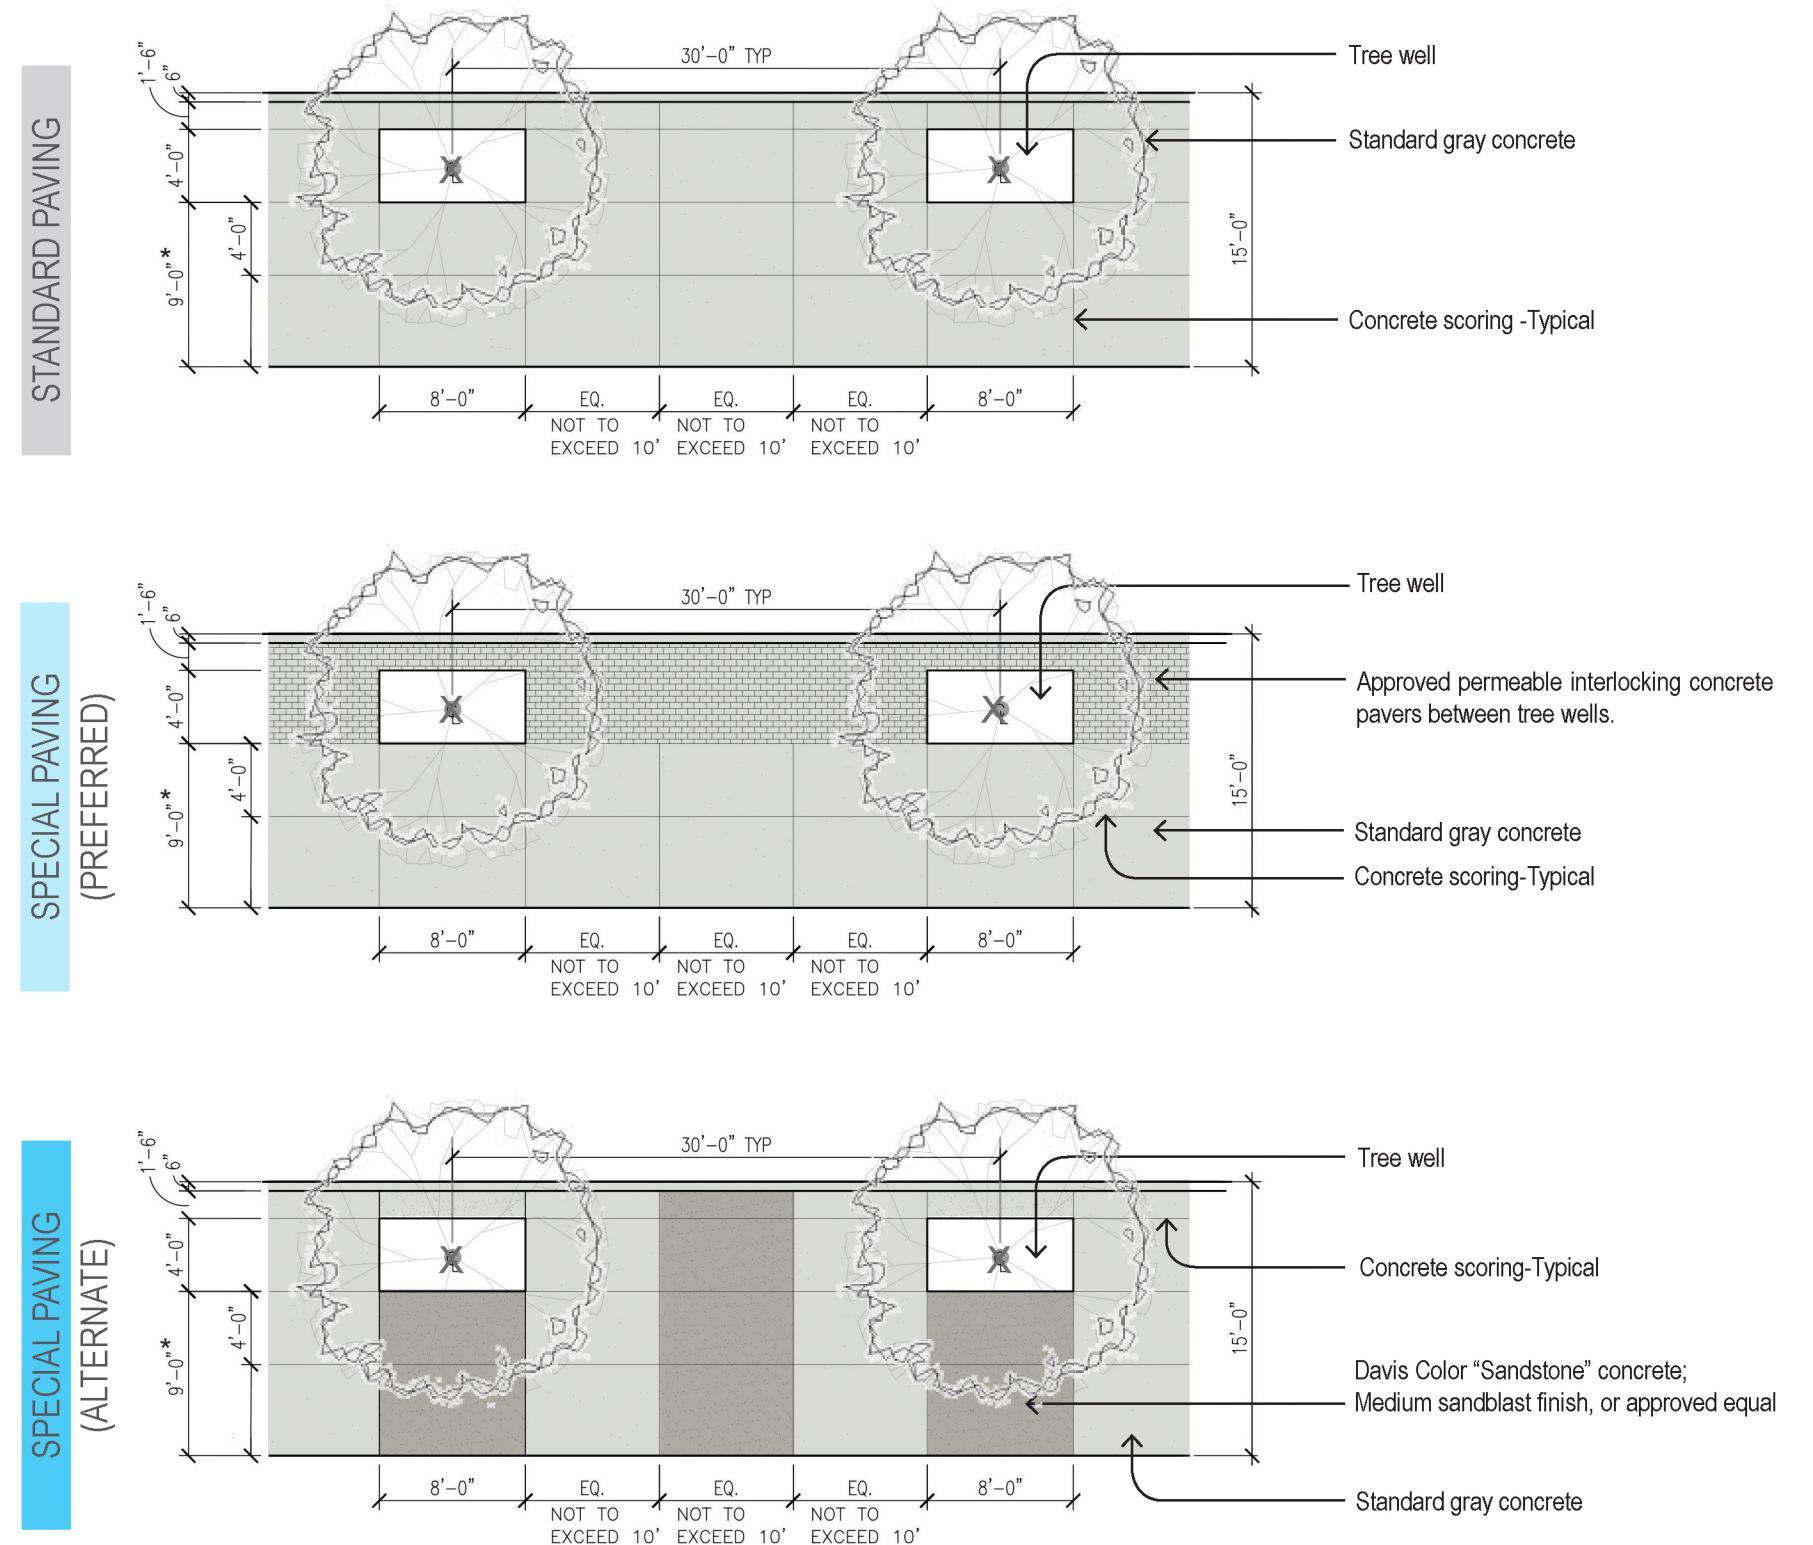 STANDARD PAVING
1'-6"
6"
4'-0"
9'-0"*
4'-0"
30'-0" TYP
15'-0"
Tree well
Standard gray concrete
Concrete scoring -Typical
8'-0" EQ. EQ. EQ. 8'-0"
NOT TO NOT TO NOT TO
EXCEED 10' EXCEED 10' EXCEED 10'
SPECIAL PAVING
(PREFERRED)
1'-6"
6"
4'-0"
9'-0"*
4'-0"
30'-0" TYP
15'-0"
Tree well
Approved permeable interlocking concrete
pavers between tree wells.
Standard gray concrete
Concrete scoring-Typical
8'-0" EQ. EQ. EQ. 8'-0"
NOT TO NOT TO NOT TO
EXCEED 10' EXCEED 10' EXCEED 10'
SPECIAL PAVING
(ALTERNATE)
1'-6"
6"
4'-0"
9'-0"*
4'-0"
30'-0" TYP
15'-0"
Tree well
Concrete scoring-Typical
Davis Color “Sandstone” concrete;
Medium sandblast finish, or approved equal
Standard gray concrete
8'-0" EQ. EQ. EQ. 8'-0"
NOT TO NOT TO NOT TO
EXCEED 10' EXCEED 10' EXCEED 10'